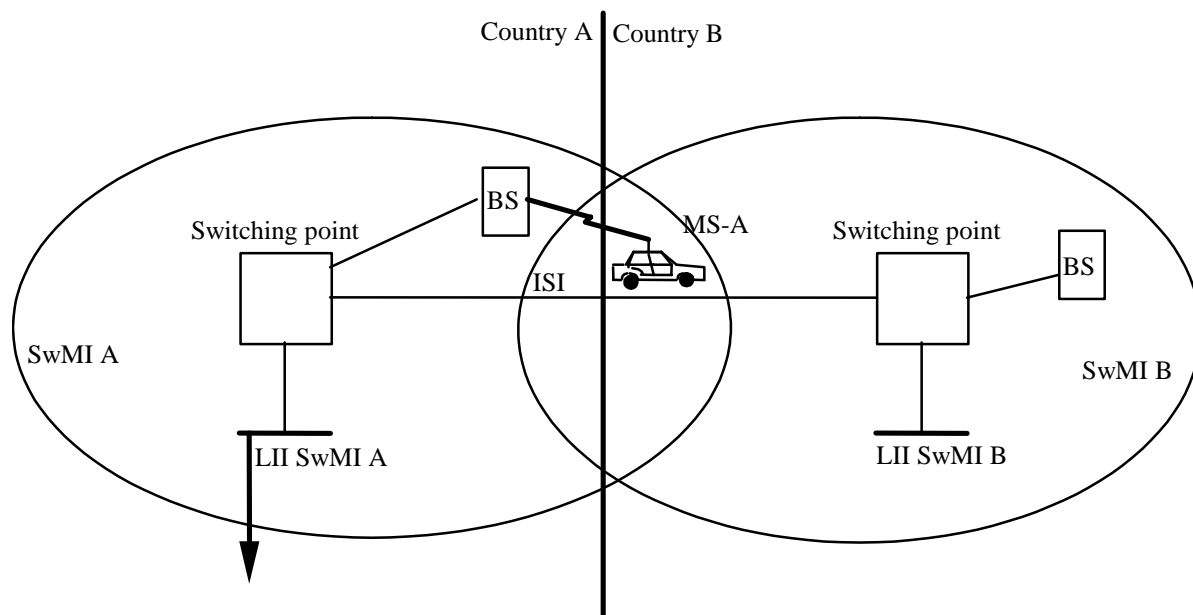 Country A
Country B
BS
MS-A
Switching point
Switching point
BS
ISI
SwMI A
SwMI B
LII SwMI A
LII SwMI B